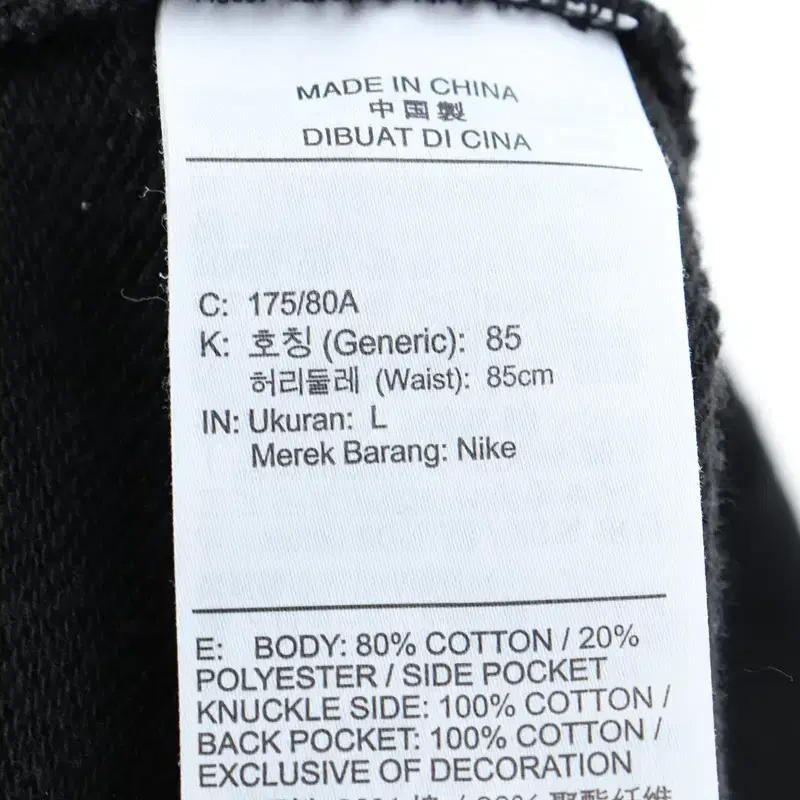 MADE IN CHINA
中国製
DIBUAT DI CINA
C: 175/80A
K: 호칭 (Generic): 85
허리둘레 (Waist): 85cm
IN: Ukuran: L
Merek Barang: Nike
E: BODY: 80% COTTON / 20%
POLYESTER / SIDE POCKET
KNUCKLE SIDE: 100% COTTON /
BACK POCKET: 100% COTTON /
EXCLUSIVE OF DECORATION